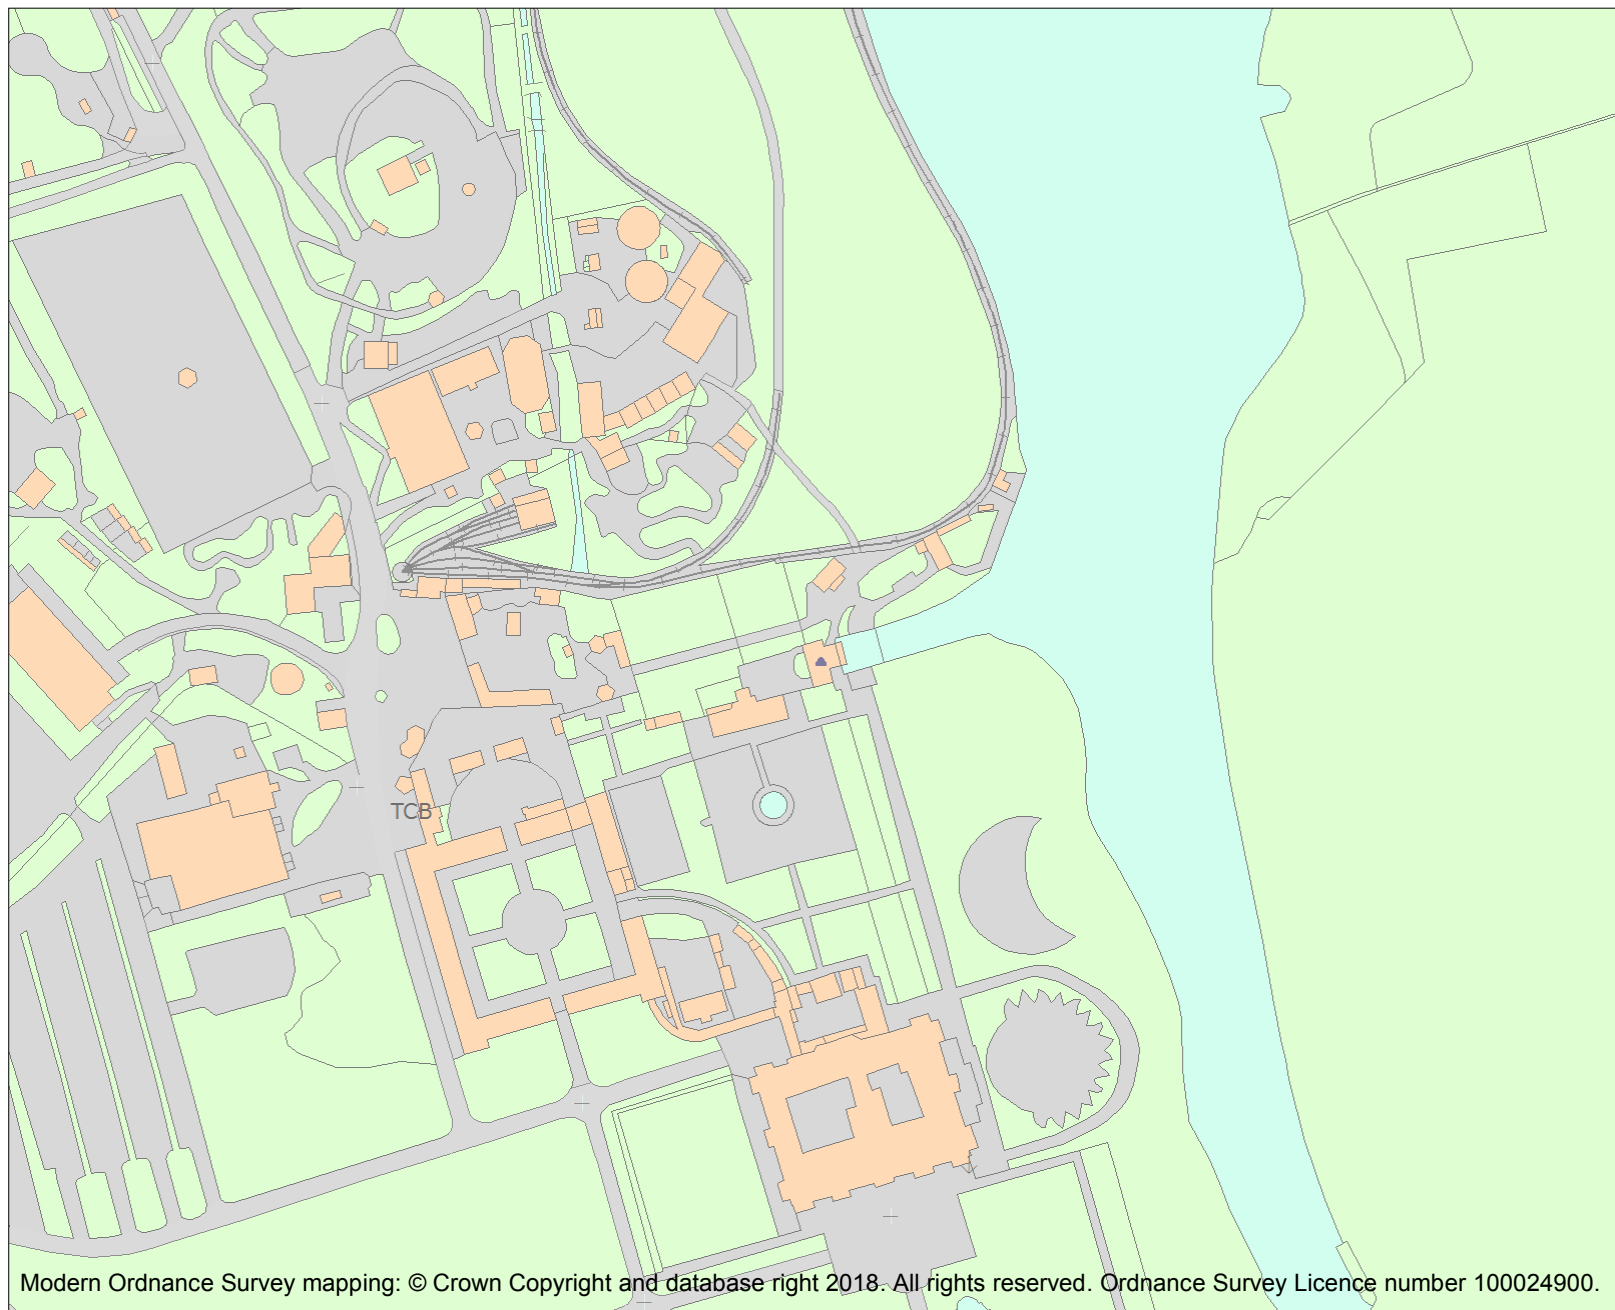 TCB
Modern Ordnance Survey mapping: © Crown Copyright and database right 2018. All rights reserved. Ordnance Survey Licence number 100024900.